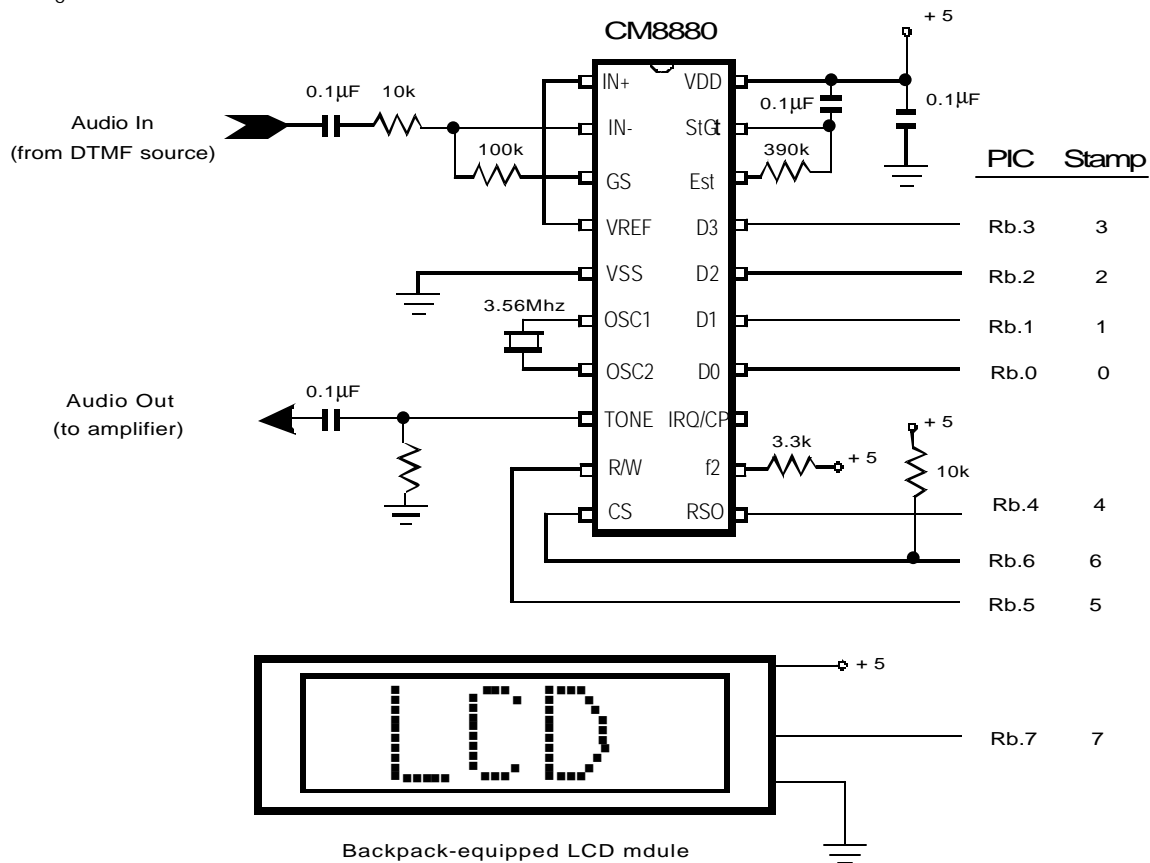 CM8880
+ 5
0.1µF
10k
Audio In
(from DTMF source)
100k
0.1µF
0.1µF
390k
IN+
IN-
GS
VREF
VSS
OSC1
OSC2
TONE
R/W
CS
VDD
StGt
Est
D3
D2
D1
D0
IRQ/CP
f2
RSO
PIC Stamp
Rb.3 3
Rb.2 2
Rb.1 1
Rb.0 0
3.56Mhz
0.1µF
Audio Out
(to amplifier)
3.3k
+ 5
+ 5
10k
Rb.4 4
Rb.6 6
Rb.5 5
LCD
+ 5
Rb.7 7
Backpack-equipped LCD mdule